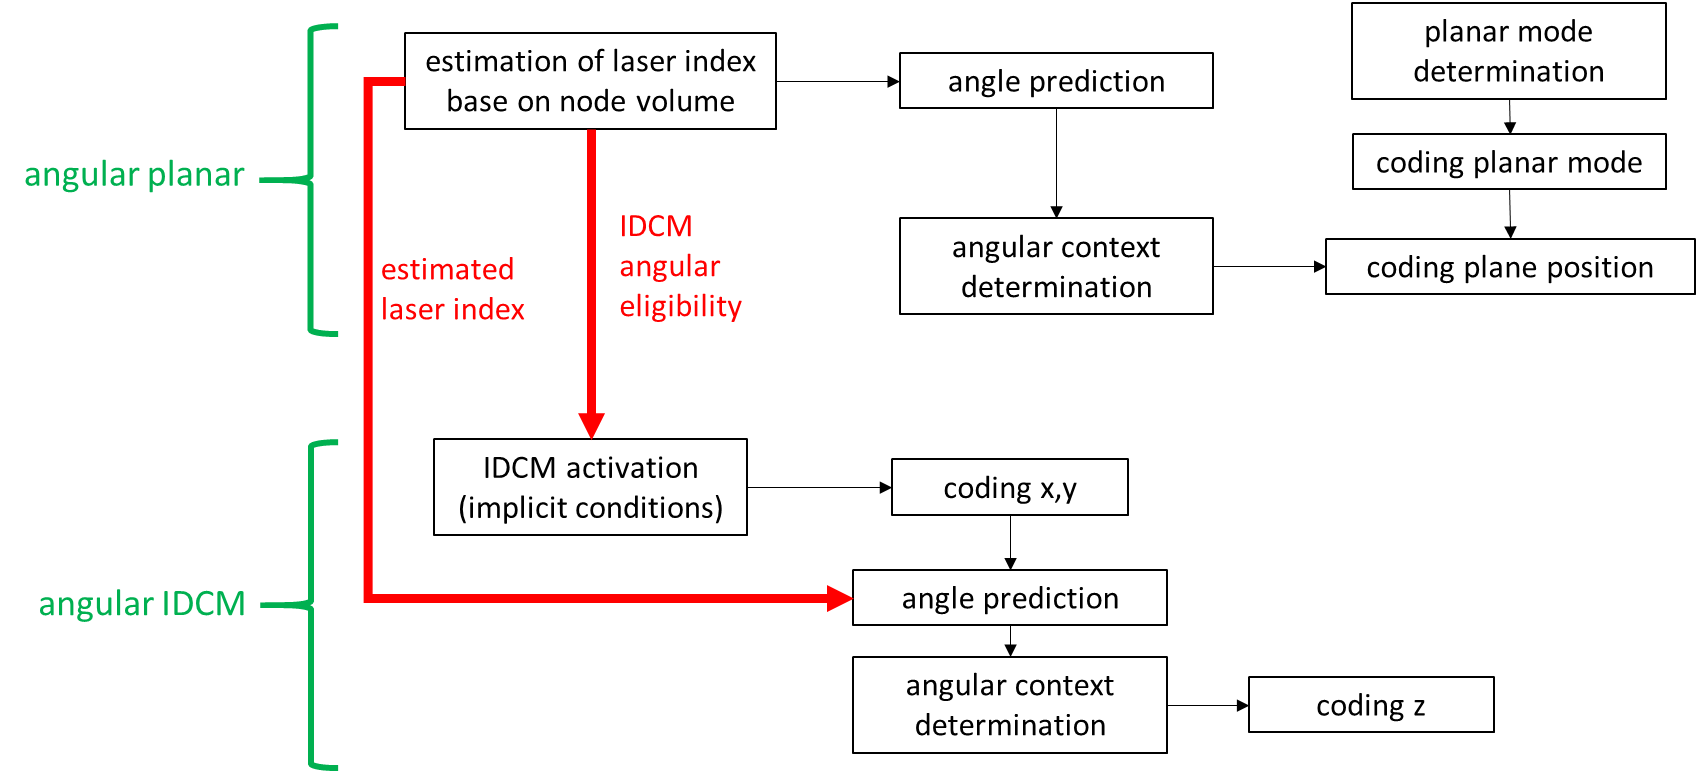 estimation of laser index
base on node volume
angle prediction
planar mode
determination
coding planar mode
angular planar
angular context
determination
coding plane position
estimated
laser index
IDCM
angular
eligibility
IDCM activation
(implicit conditions)
coding x,y
angular IDCM
angle prediction
angular context
determination
coding z